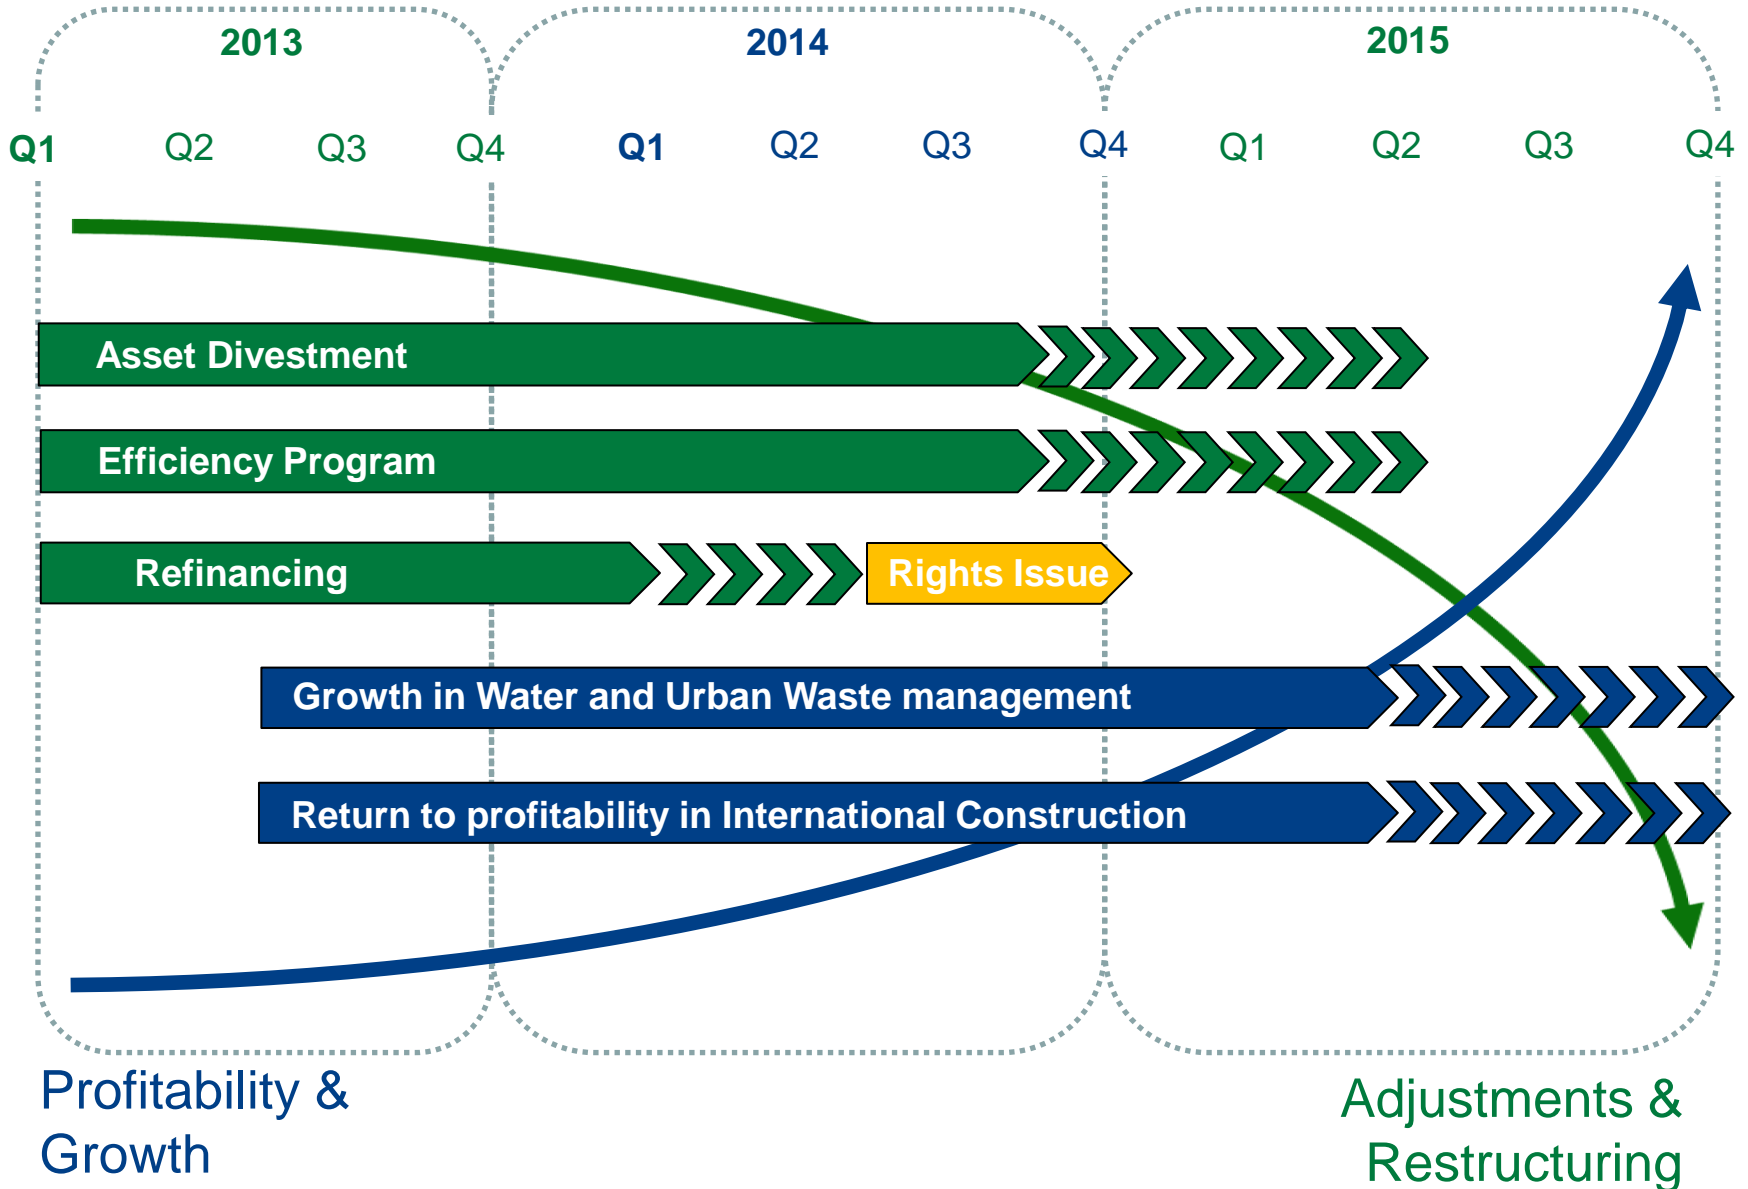 2013
2014
2015
Q1 Q2 Q3 Q4 Q1 Q2 Q3 Q4 Q1 Q2 Q3 Q4
Asset Divestment
Efficiency Program
Refinancing
Rights Issue
Growth in Water and Urban Waste management
Return to profitability in International Construction
Profitability &
Growth
Adjustments &
Restructuring